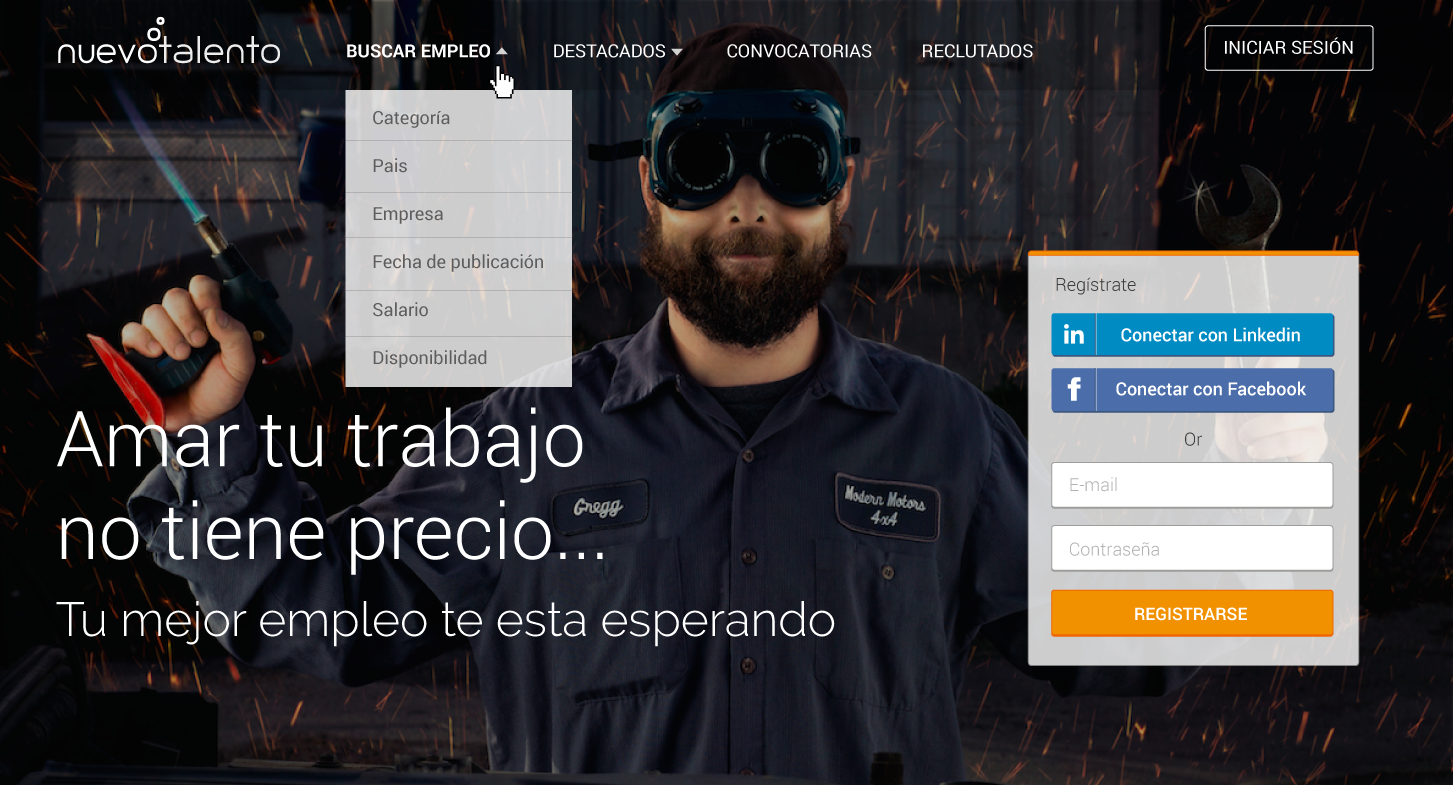 nuevotalento
BUSCAR EMPLEO
DESTACADOS
CONVOCATORIAS
RECLUTADOS
INICIAR SESIÓN
Categoría
Pais
Empresa
Fecha de publicación
Salario
Disponibilidad
Amar tu trabajo
no tiene precio...
Tu mejor empleo te esta esperando
Gregg
Modern Motors
4x4
Regístrate
in
Conectar con Linkedin
f
Conectar con Facebook
Or
E-mail
Contraseña
REGISTRARSE